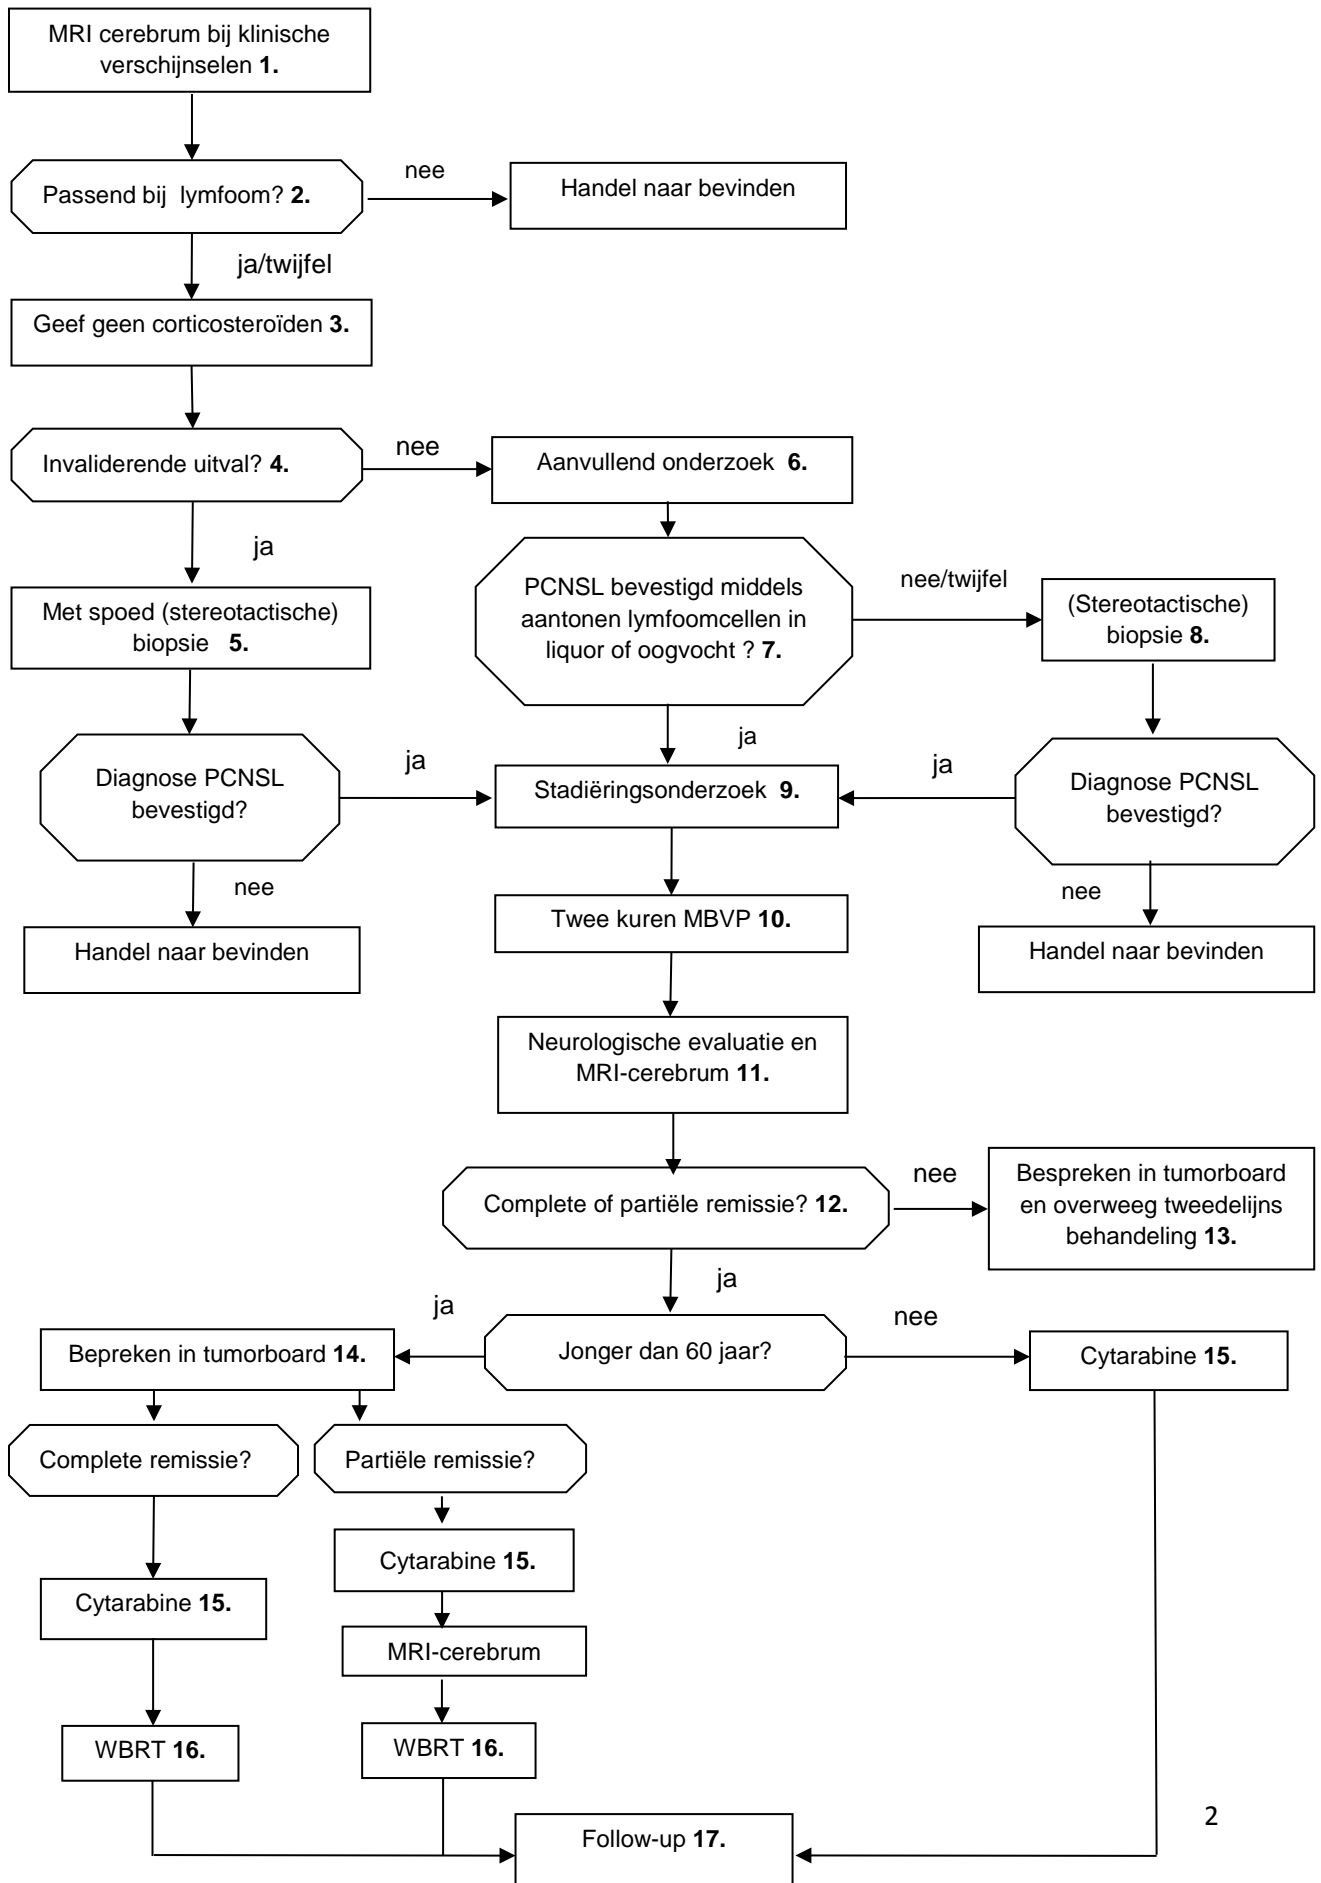 MRI cerebrum bij klinische
verschijnselen 1.
Passend bij lymfoom? 2.
nee
Handel naar bevinden
ja/twijfel
Geef geen corticosteroïden 3.
Invaliderende uitval? 4.
nee
Aanvullend onderzoek 6.
ja
PCNSL bevestigd middels
aantonen lymfoomcellen in
liquor of oogvocht ? 7.
nee/twijfel
(Stereotactische)
biopsie 8.
Met spoed (stereotactische)
biopsie 5.
ja
Diagnose PCNSL
bevestigd?
ja
Stadiëringsonderzoek 9.
ja
Diagnose PCNSL
bevestigd?
nee
nee
Handel naar bevinden
Twee kuren MBVP 10.
Handel naar bevinden
Neurologische evaluatie en
MRI-cerebrum 11.
Complete of partiële remissie? 12.
nee
Bespreken in tumorboard
en overweeg tweedelijns
behandeling 13.
ja
ja
Jonger dan 60 jaar?
nee
Bepreken in tumorboard 14.
Cytarabine 15.
Complete remissie?
Partiële remissie?
Cytarabine 15.
Cytarabine 15.
MRI-cerebrum
WBRT 16.
WBRT 16.
Follow-up 17.
2